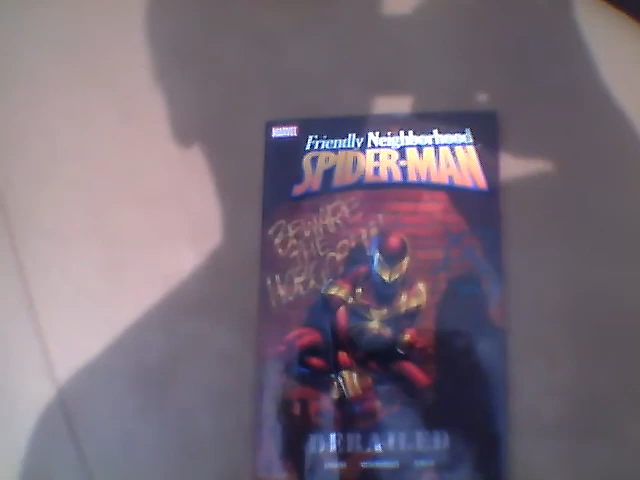 MARVEL
Friendly Neighborhood
SPIDER-MAN
BEWARE
THE
HOBGOBLIN!
DERAILED